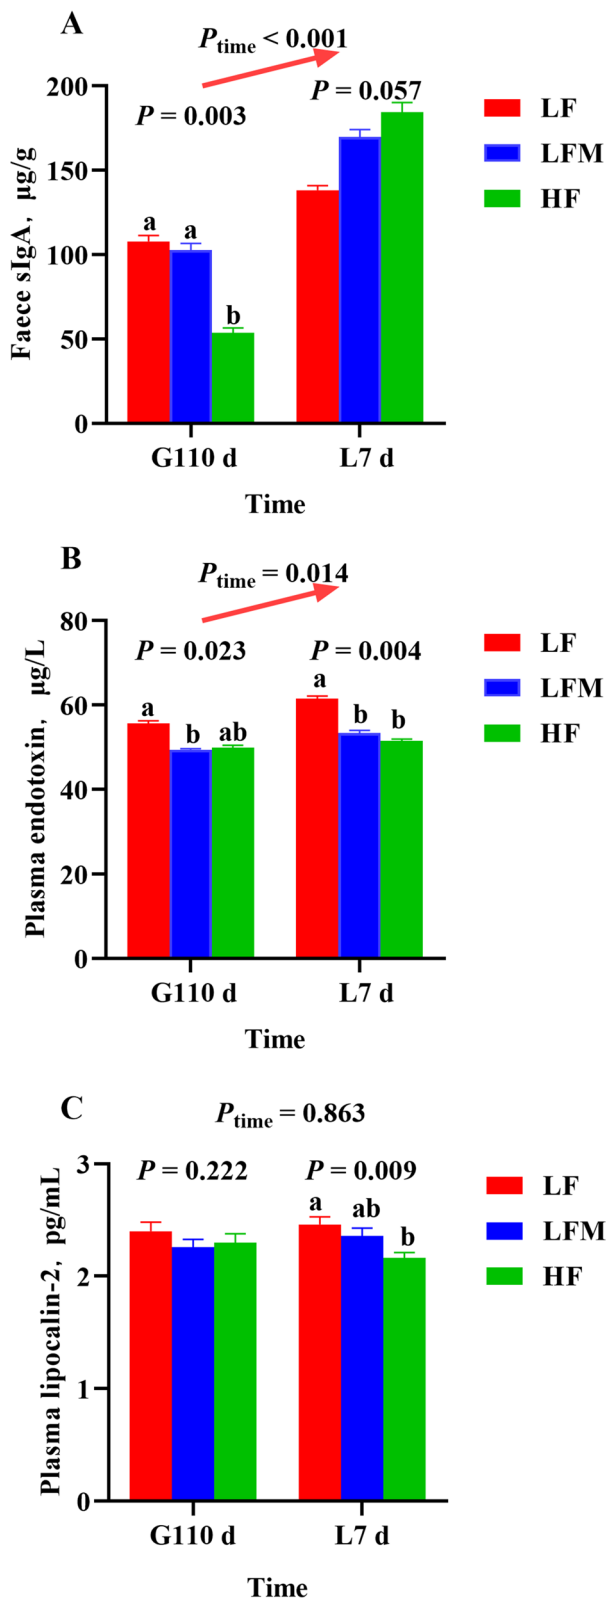 A
Ptime < 0.001
P = 0.003
P = 0.057
200
150
100
50
0
Faece sIgA, μg/g
a
a
b
G110 d
L7 d
Time
LF
LFM
HF
B
Ptime = 0.014
P = 0.023
P = 0.004
80
60
40
20
0
Plasma endotoxin, μg/L
a
b
ab
a
b
b
G110 d
L7 d
Time
LF
LFM
HF
C
Ptime = 0.863
P = 0.222
P = 0.009
3
2
1
0
Plasma lipocalin-2, pg/mL
a
ab
b
G110 d
L7 d
Time
LF
LFM
HF